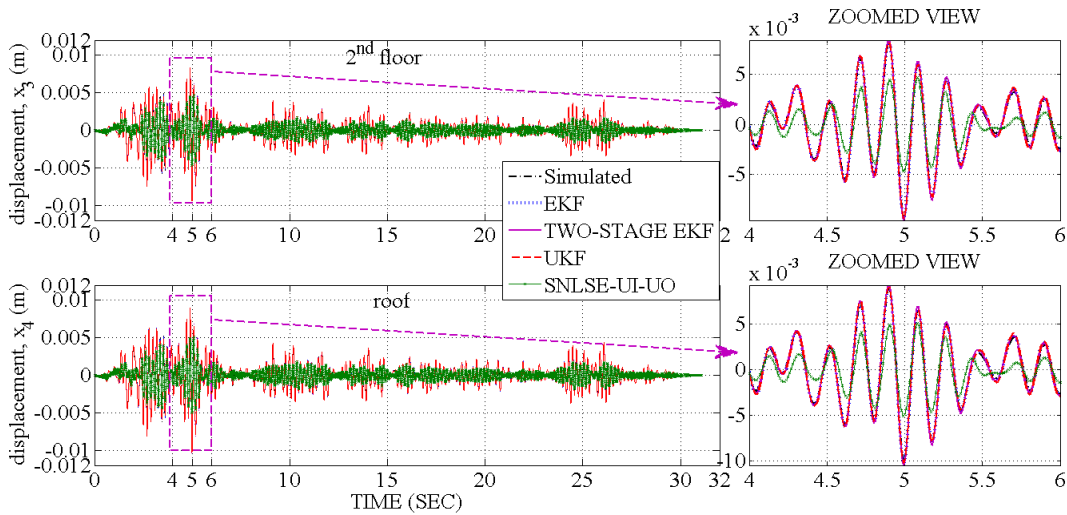 ZOOMED VIEW
0.012
0.01
0.005
0
-0.005
-0.01
-0.012
displacement, x3 (m)
2nd floor
0 4 5 6 10 15 20 2
x 10-3
5
0
-5
4 4.5 5 5.5 6
Simulated
EKF
TWO-STAGE EKF
UKF
SNLSE-UI-UO
ZOOMED VIEW
0.012
0.01
0.005
0
-0.005
-0.01
-0.012
displacement, x4 (m)
roof
0 4 5 6 10 15 20 25 30 32
TIME (SEC)
x 10-3
5
0
-5
-10
4 4.5 5 5.5 6